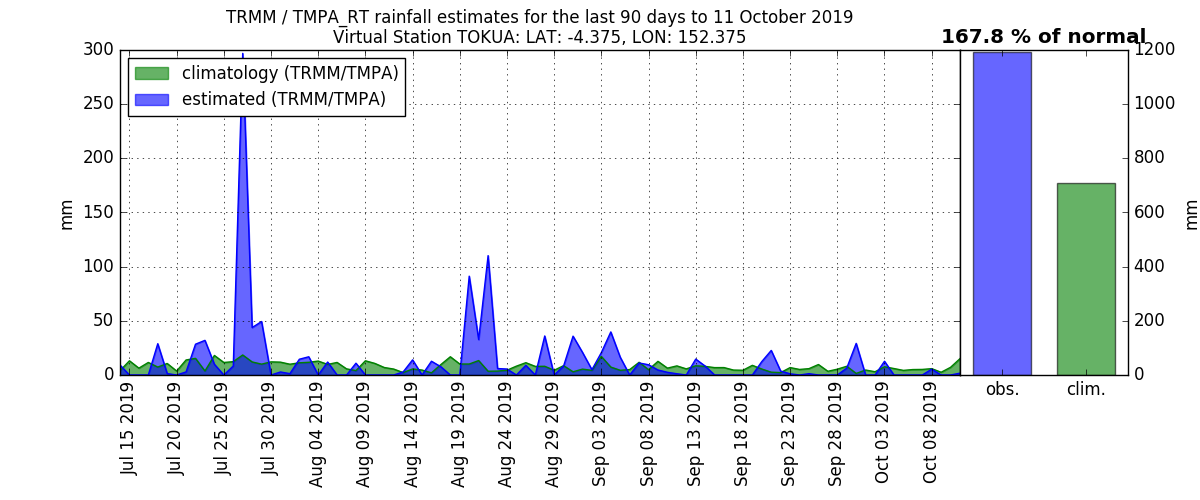 TRMM / TMPA_RT rainfall estimates for the last 90 days to 11 October 2019
Virtual Station TOKUA: LAT: -4.375, LON: 152.375
167.8 % of normal
climatology (TRMM/TMPA)
estimated (TRMM/TMPA)
300
250
200
150
100
50
0
mm
Jul 15 2019
Jul 20 2019
Jul 25 2019
Jul 30 2019
Aug 04 2019
Aug 09 2019
Aug 14 2019
Aug 19 2019
Aug 24 2019
Aug 29 2019
Sep 03 2019
Sep 08 2019
Sep 13 2019
Sep 18 2019
Sep 23 2019
Sep 28 2019
Oct 03 2019
Oct 08 2019
obs.
clim.
1200
1000
800
600
400
200
0
mm